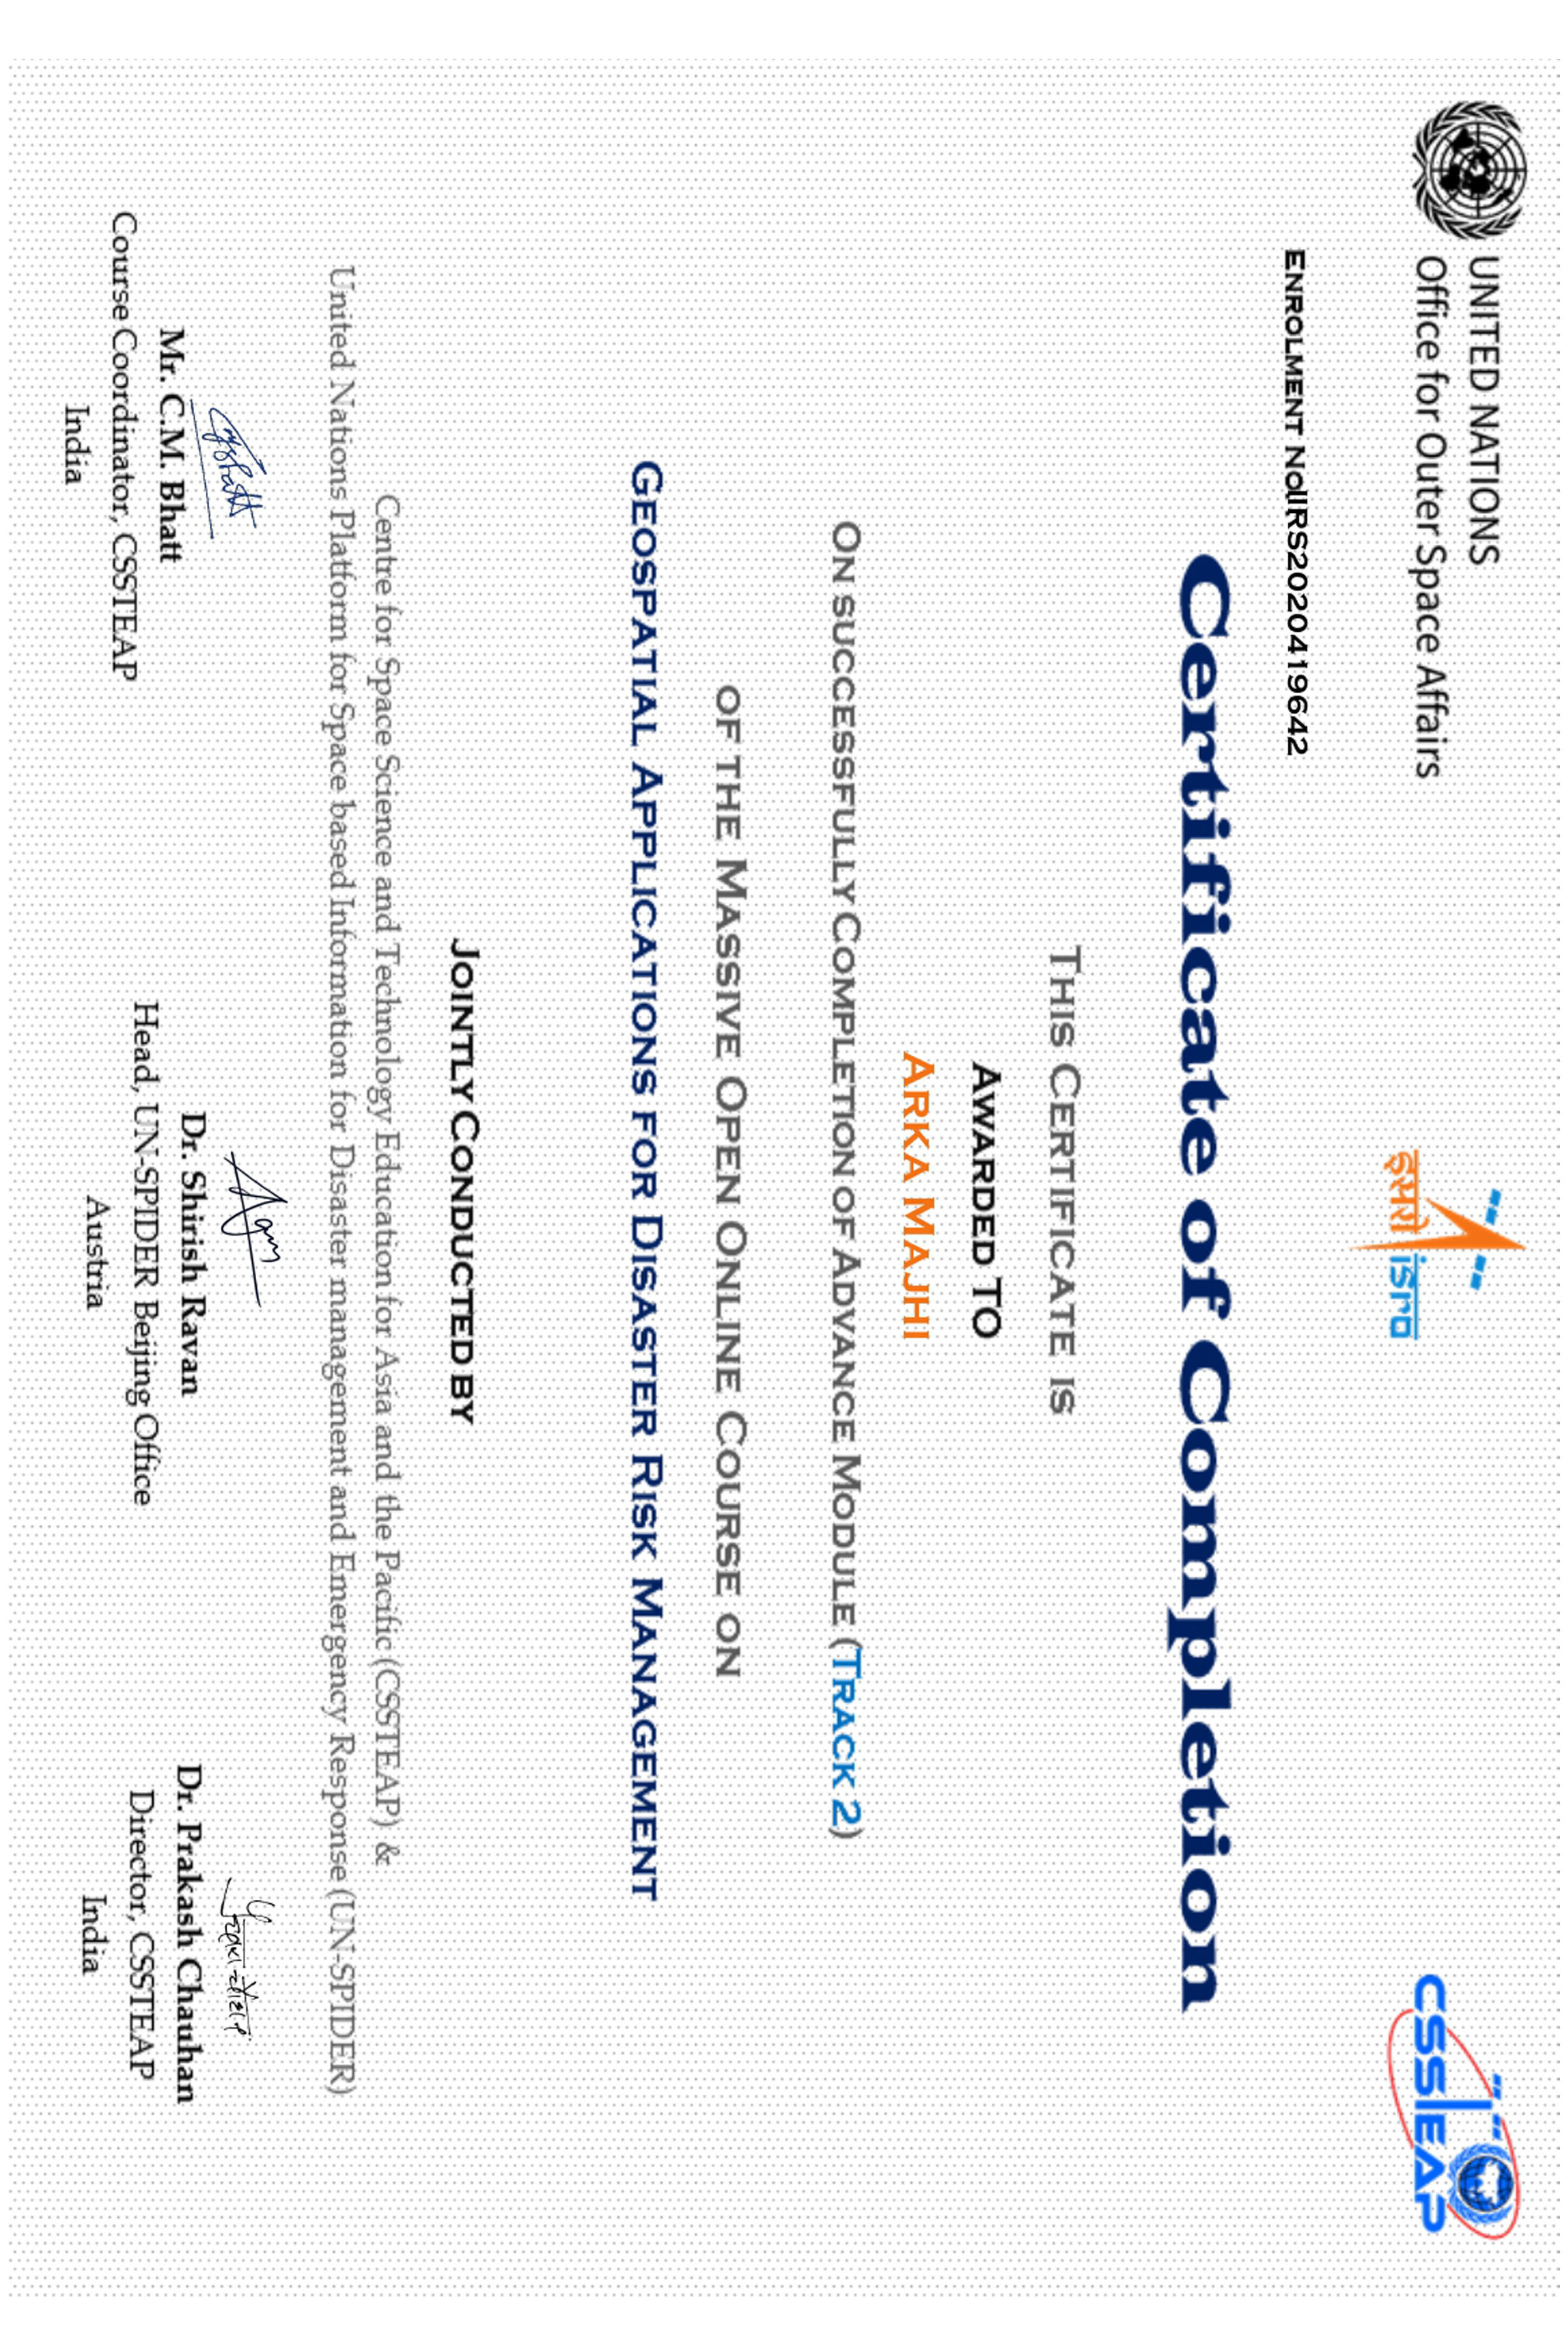 UNITED NATIONS
Office for Outer Space Affairs
इसरो isro
CSSTEAP
ENROLMENT NO. IIRS2020419642
Certificate of Completion
THIS CERTIFICATE IS
AWARDED TO
ARKA MAJHI
ON SUCCESSFULLY COMPLETION OF ADVANCE MODULE (TRACK 2)
OF THE MASSIVE OPEN ONLINE COURSE ON
GEOSPATIAL APPLICATIONS FOR DISASTER RISK MANAGEMENT
JOINTLY CONDUCTED BY
Centre for Space Science and Technology Education for Asia and the Pacific (CSSTEAP) &
United Nations Platform for Space based Information for Disaster management and Emergency Response (UN-SPIDER)
Mr. C.M. Bhatt
Course Coordinator, CSSTEAP
India
Dr. Shirish Ravan
Head, UN-SPIDER Beijing Office
Austria
Dr. Prakash Chauhan
Director, CSSTEAP
India